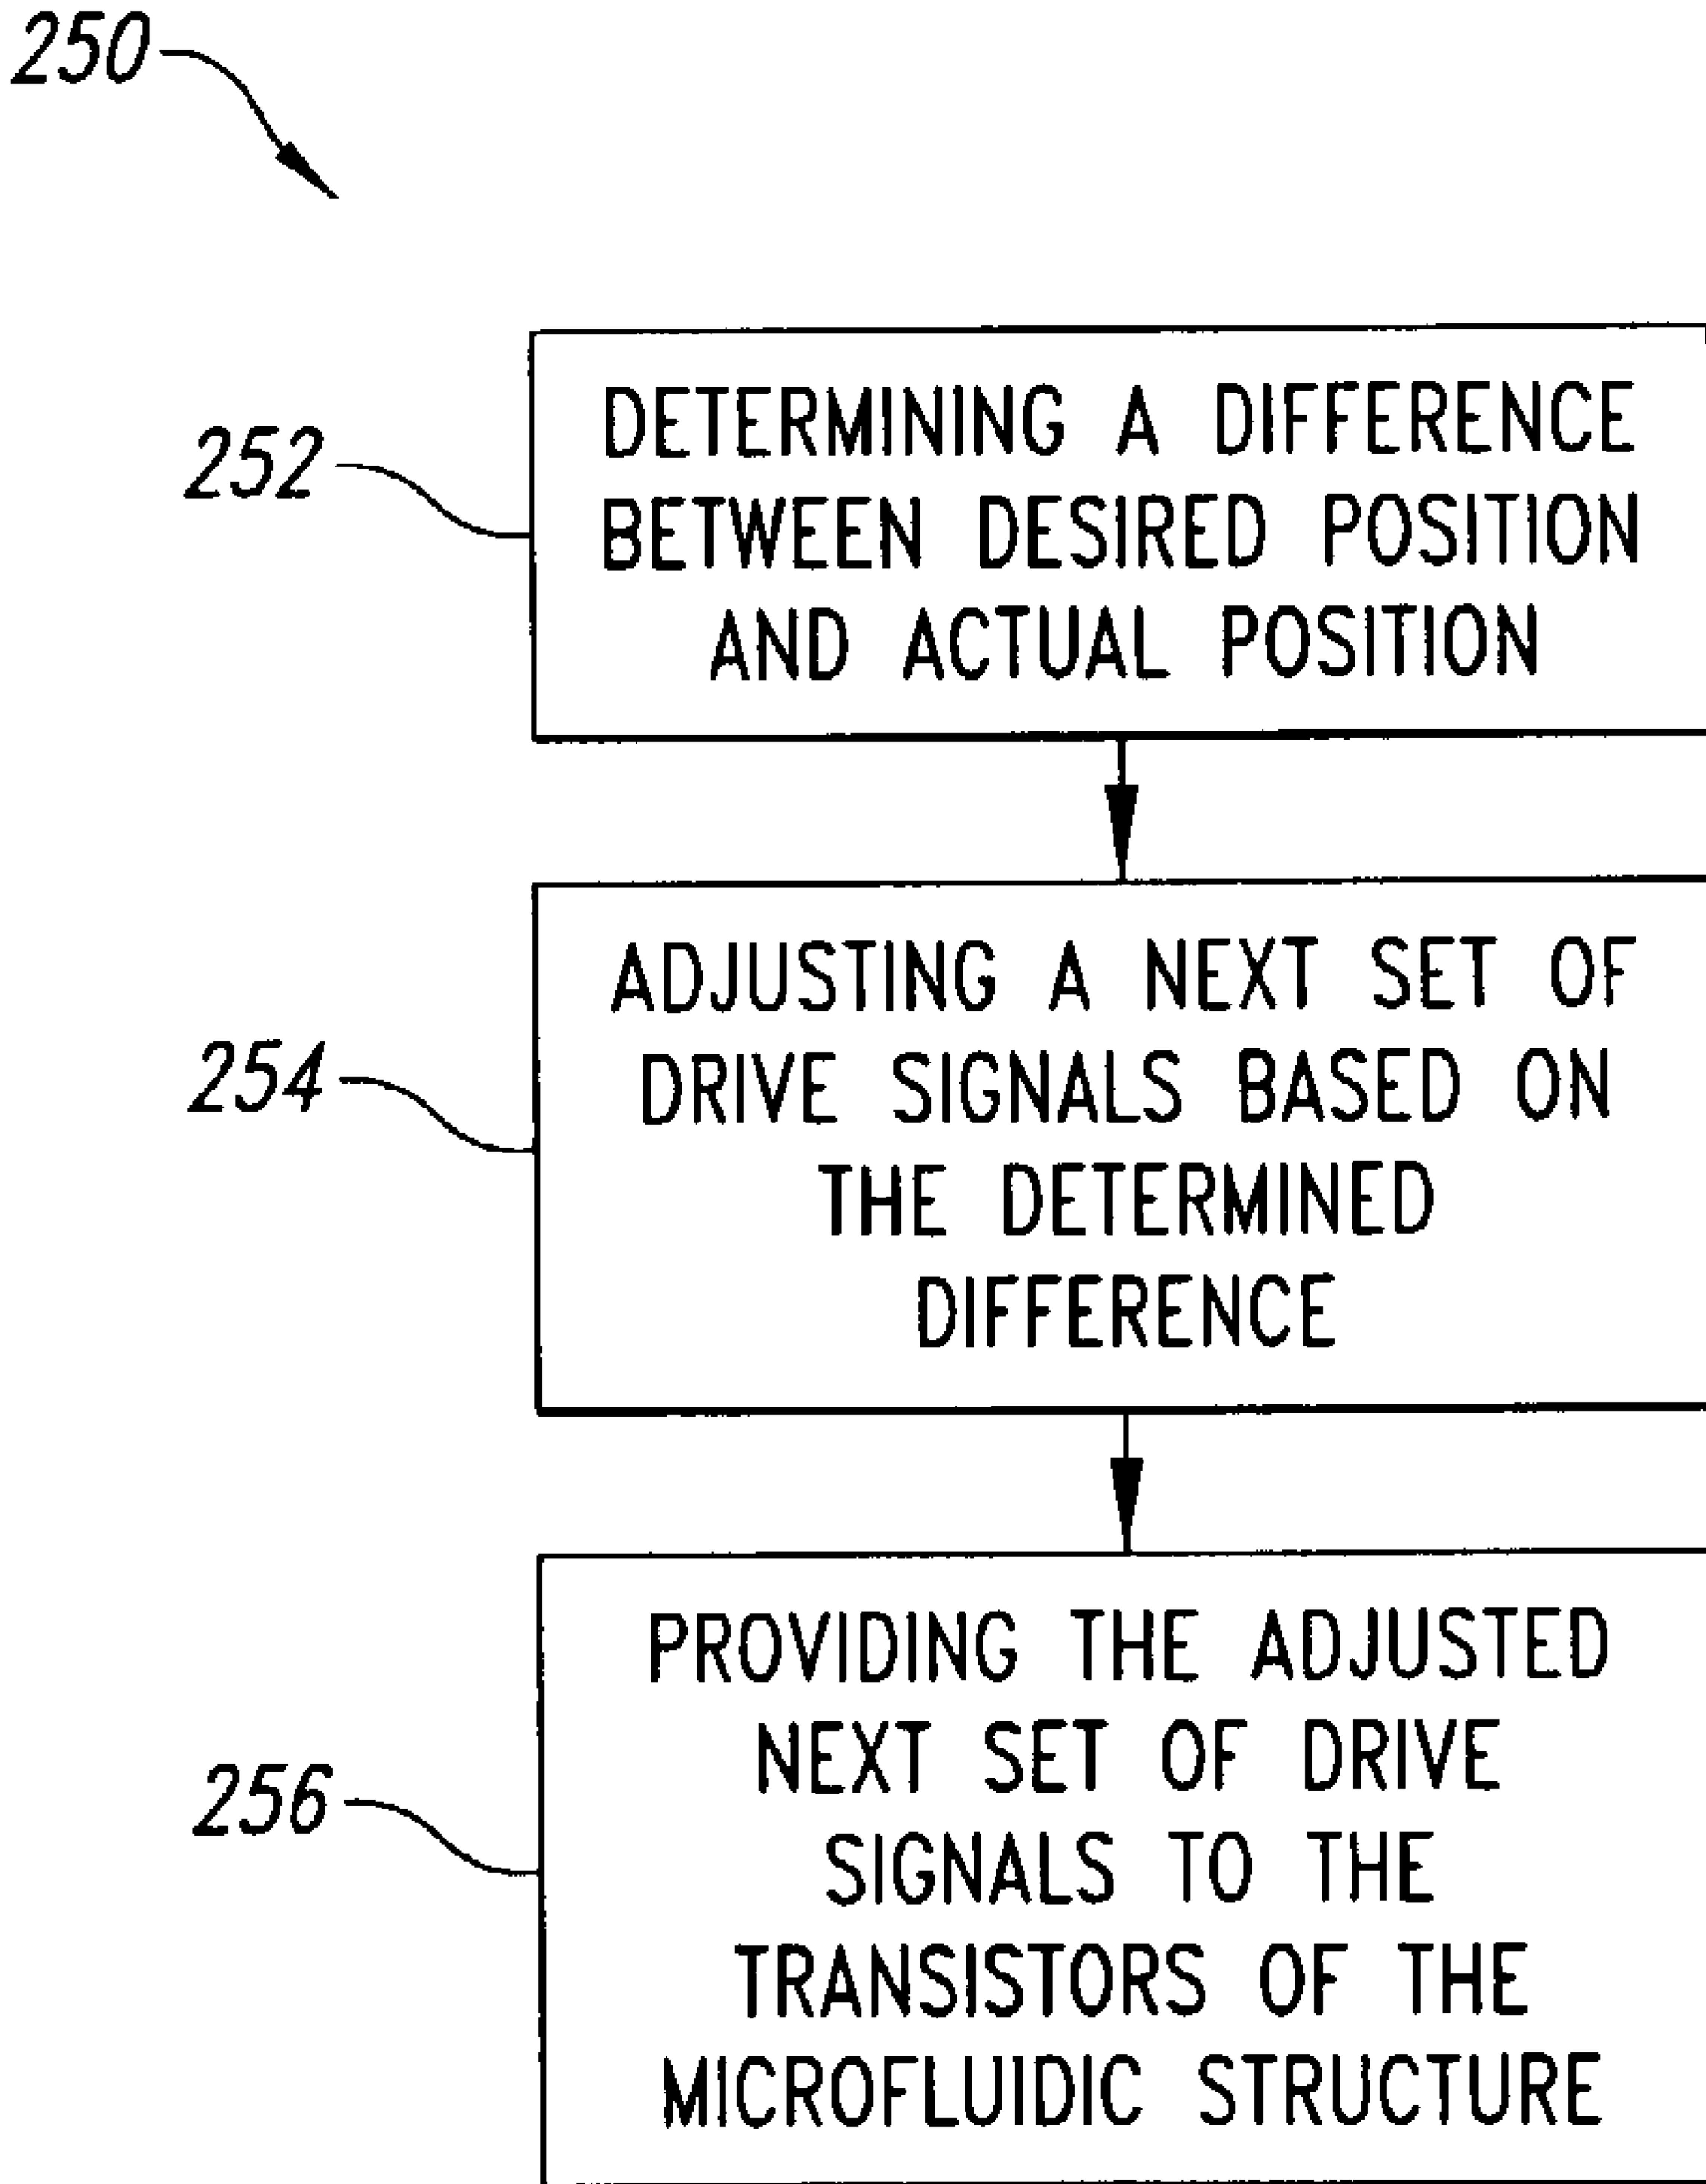 250
252
DETERMINING A DIFFERENCE
BETWEEN DESIRED POSITION
AND ACTUAL POSITION
254
ADJUSTING A NEXT SET OF
DRIVE SIGNALS BASED ON
THE DETERMINED
DIFFERENCE
256
PROVIDING THE ADJUSTED
NEXT SET OF DRIVE
SIGNALS TO THE
TRANSISTORS OF THE
MICROFLUIDIC STRUCTURE